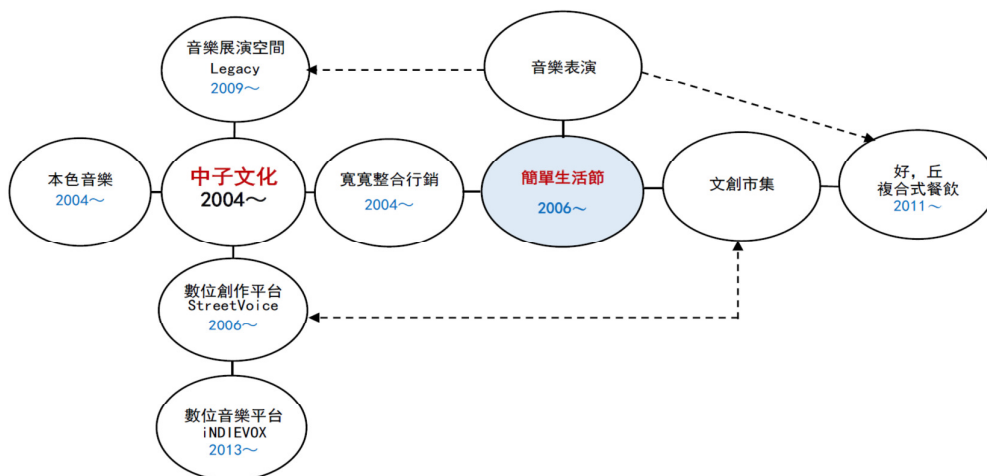 音樂展演空間
Legacy
2009～
音樂表演
本色音樂
2004～
中子文化
2004～
寬寬整合行銷
2004～
簡單生活節
2006～
文創市集
好，丘
複合式餐飲
2011～
數位創作平台
StreetVoice
2006～
數位音樂平台
iNDIEVOX
2013～